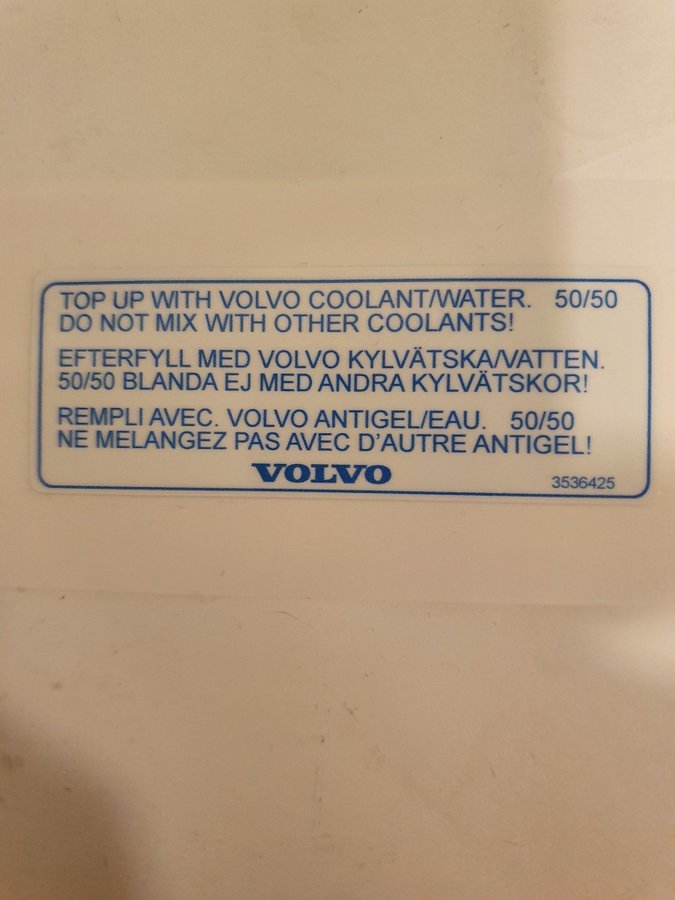 TOP UP WITH VOLVO COOLANT/WATER. 50/50
DO NOT MIX WITH OTHER COOLANTS!
EFTERFYLL MED VOLVO KYLVÄTSKA/VATTEN.
50/50 BLANDA EJ MED ANDRA KYLVÄTSKOR!
REMPLI AVEC. VOLVO ANTIGEL/EAU. 50/50
NE MELANGEZ PAS AVEC D'AUTRE ANTIGEL!
VOLVO 3536425